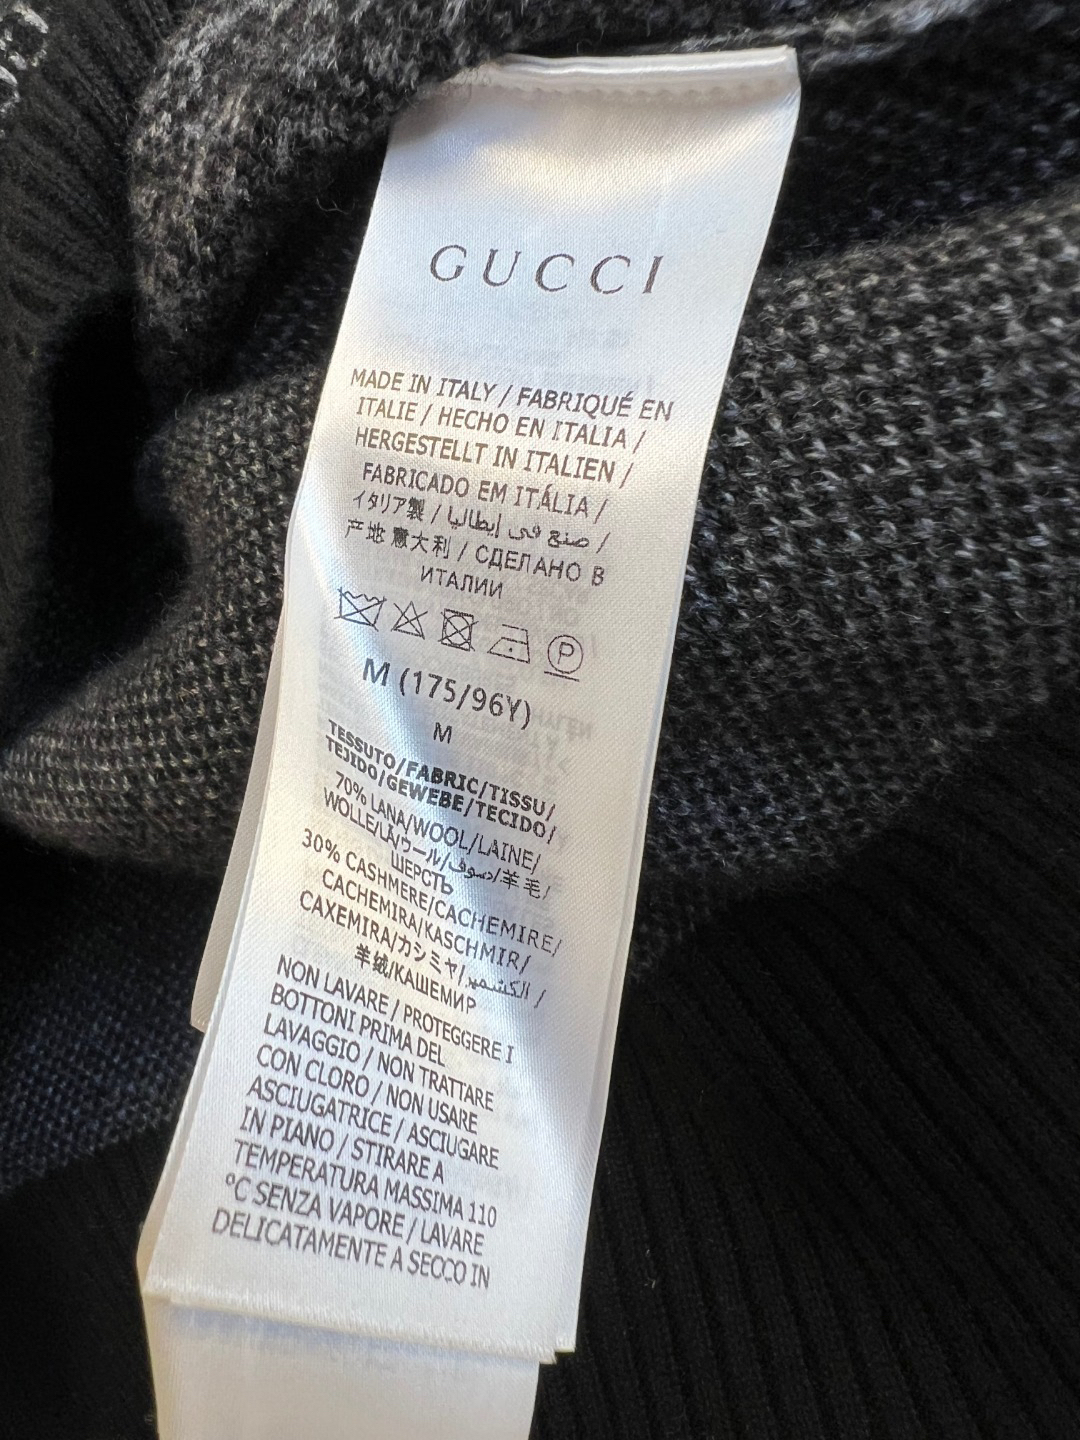 GUCCI
MADE IN ITALY / FABRIQUÉ EN
ITALIE / HECHO EN ITALIA /
HERGESTELLT IN ITALIEN /
FABRICADO EM ITÁLIA /
イタリア製 / صنع في إيطاليا /
产地 意大利 / СДЕЛАНО В
ИТАЛИИ
P
M (175/96Y)
M
TESSUTO/FABRIC/TISSU/
TEJIDO/GEWEBE/TECIDO/
70% LANA/WOOL/LAINE/
WOLLE/LÃ/ウール/صوف/羊毛/
ШЕРСТЬ
30% CASHMERE/CACHEMIRE/
CACHEMIRA/KASCHMIR/
CAXEMIRA/カシミヤ/الكشمير /
羊绒/КАШЕМИР
NON LAVARE / PROTEGGERE I
BOTTONI PRIMA DEL
LAVAGGIO / NON TRATTARE
CON CLORO / NON USARE
ASCIUGATRICE / ASCIUGARE
IN PIANO / STIRARE A
TEMPERATURA MASSIMA 110
°C SENZA VAPORE / LAVARE
DELICATAMENTE A SECCO IN